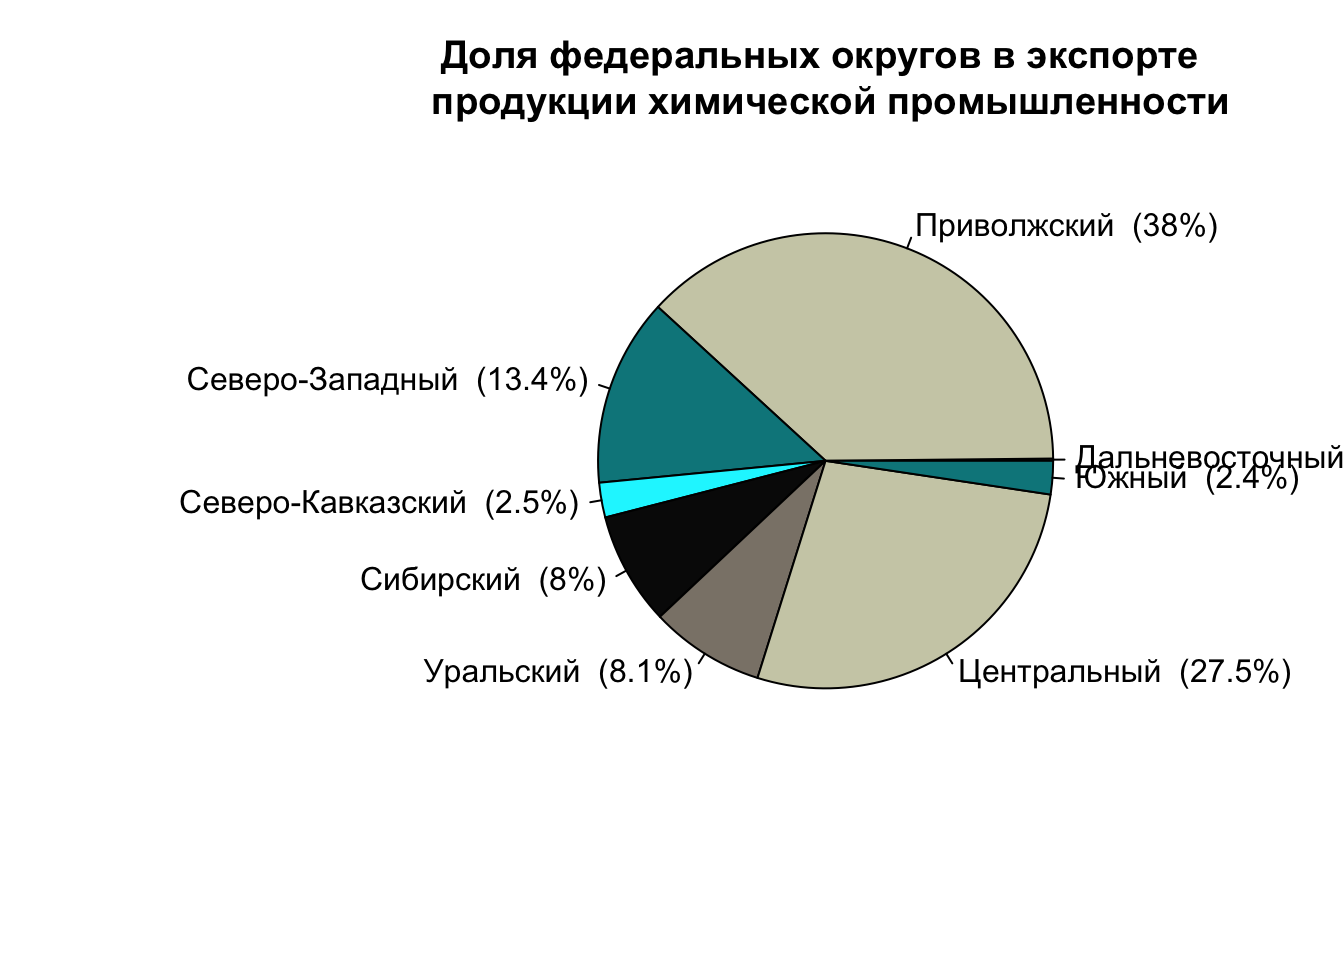 Доля федеральных округов в экспорте
продукции химической промышленности
Приволжский (38%)
Северо-Западный (13.4%)
Дальневосточный
Южный (2.4%)
Северо-Кавказский (2.5%)
Сибирский (8%)
Уральский (8.1%)
Центральный (27.5%)